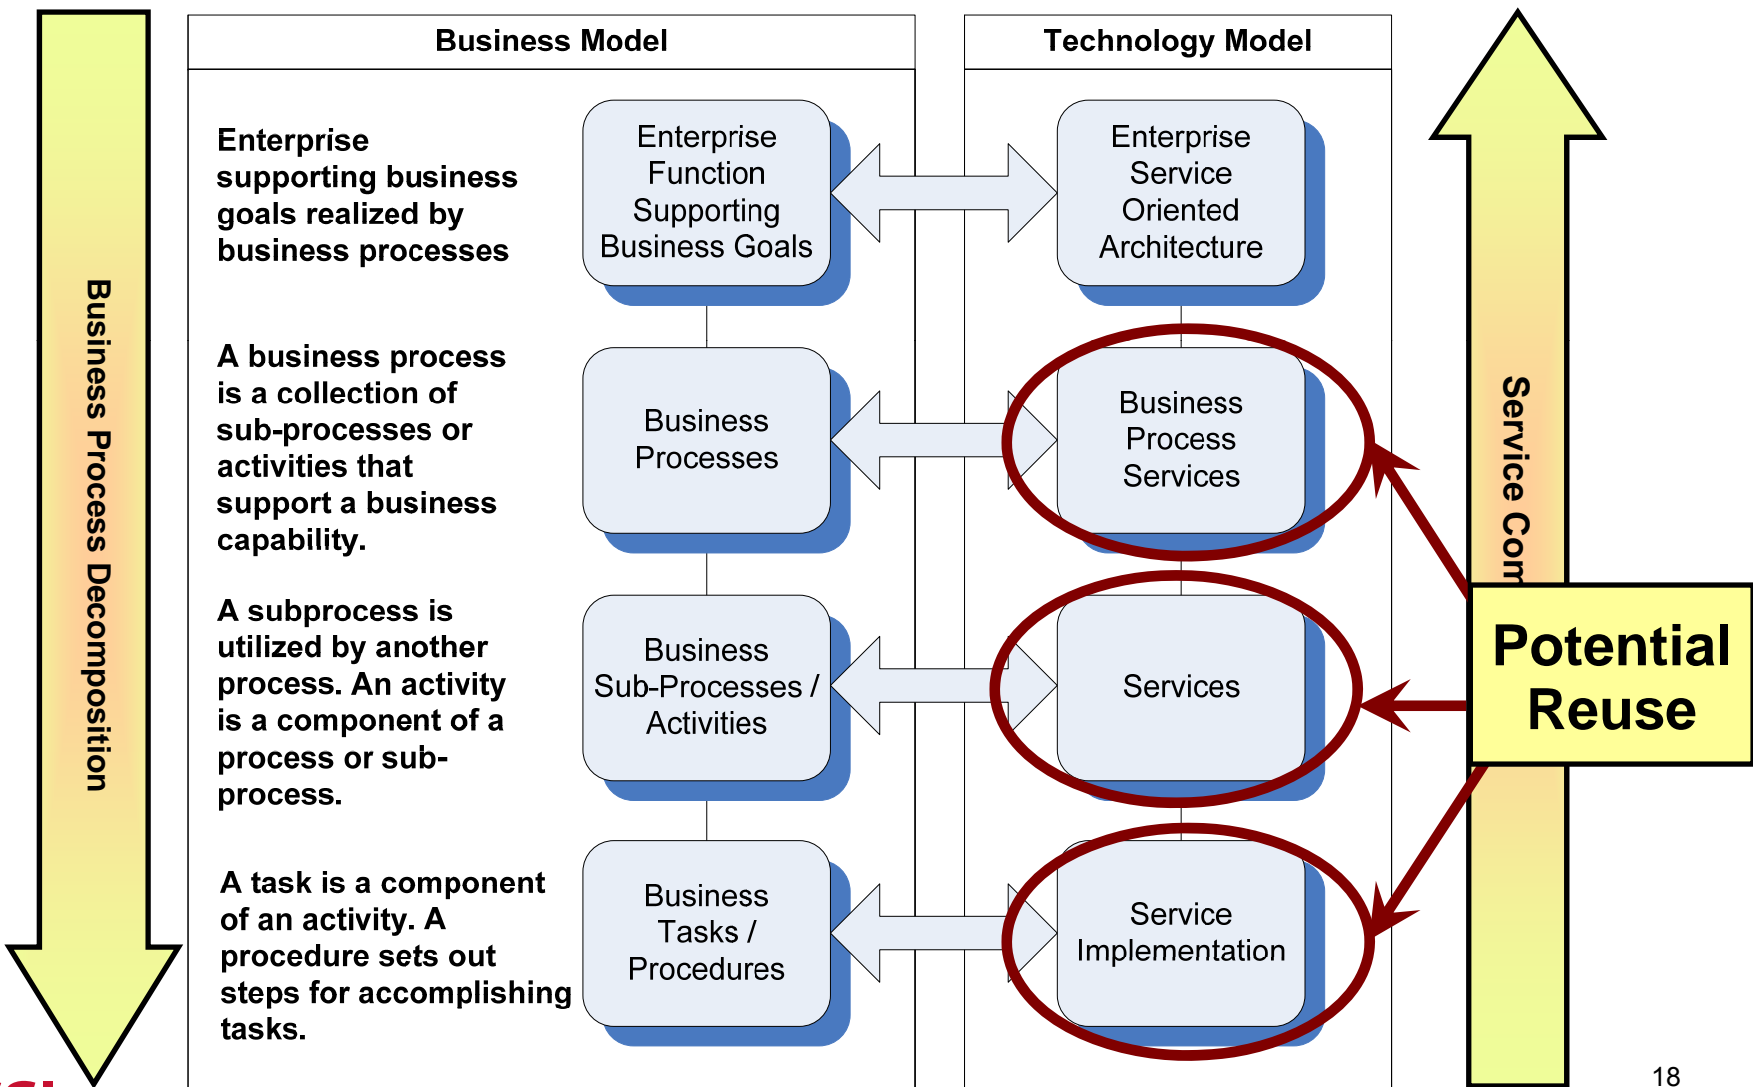 Business Model
Technology Model
Enterprise
supporting business
goals realized by
business processes
Enterprise
Function
Supporting
Business Goals
Enterprise
Service
Oriented
Architecture
A business process
is a collection of
sub-processes or
activities that
support a business
capability.
Business
Processes
Business
Process
Services
A subprocess is
utilized by another
process. An activity
is a component of a
process or sub-
process.
Business
Sub-Processes /
Activities
Services
A task is a component
of an activity. A
procedure sets out
steps for accomplishing
tasks.
Business
Tasks /
Procedures
Service
Implementation
Business Process Decomposition
Service Com
Potential
Reuse
18